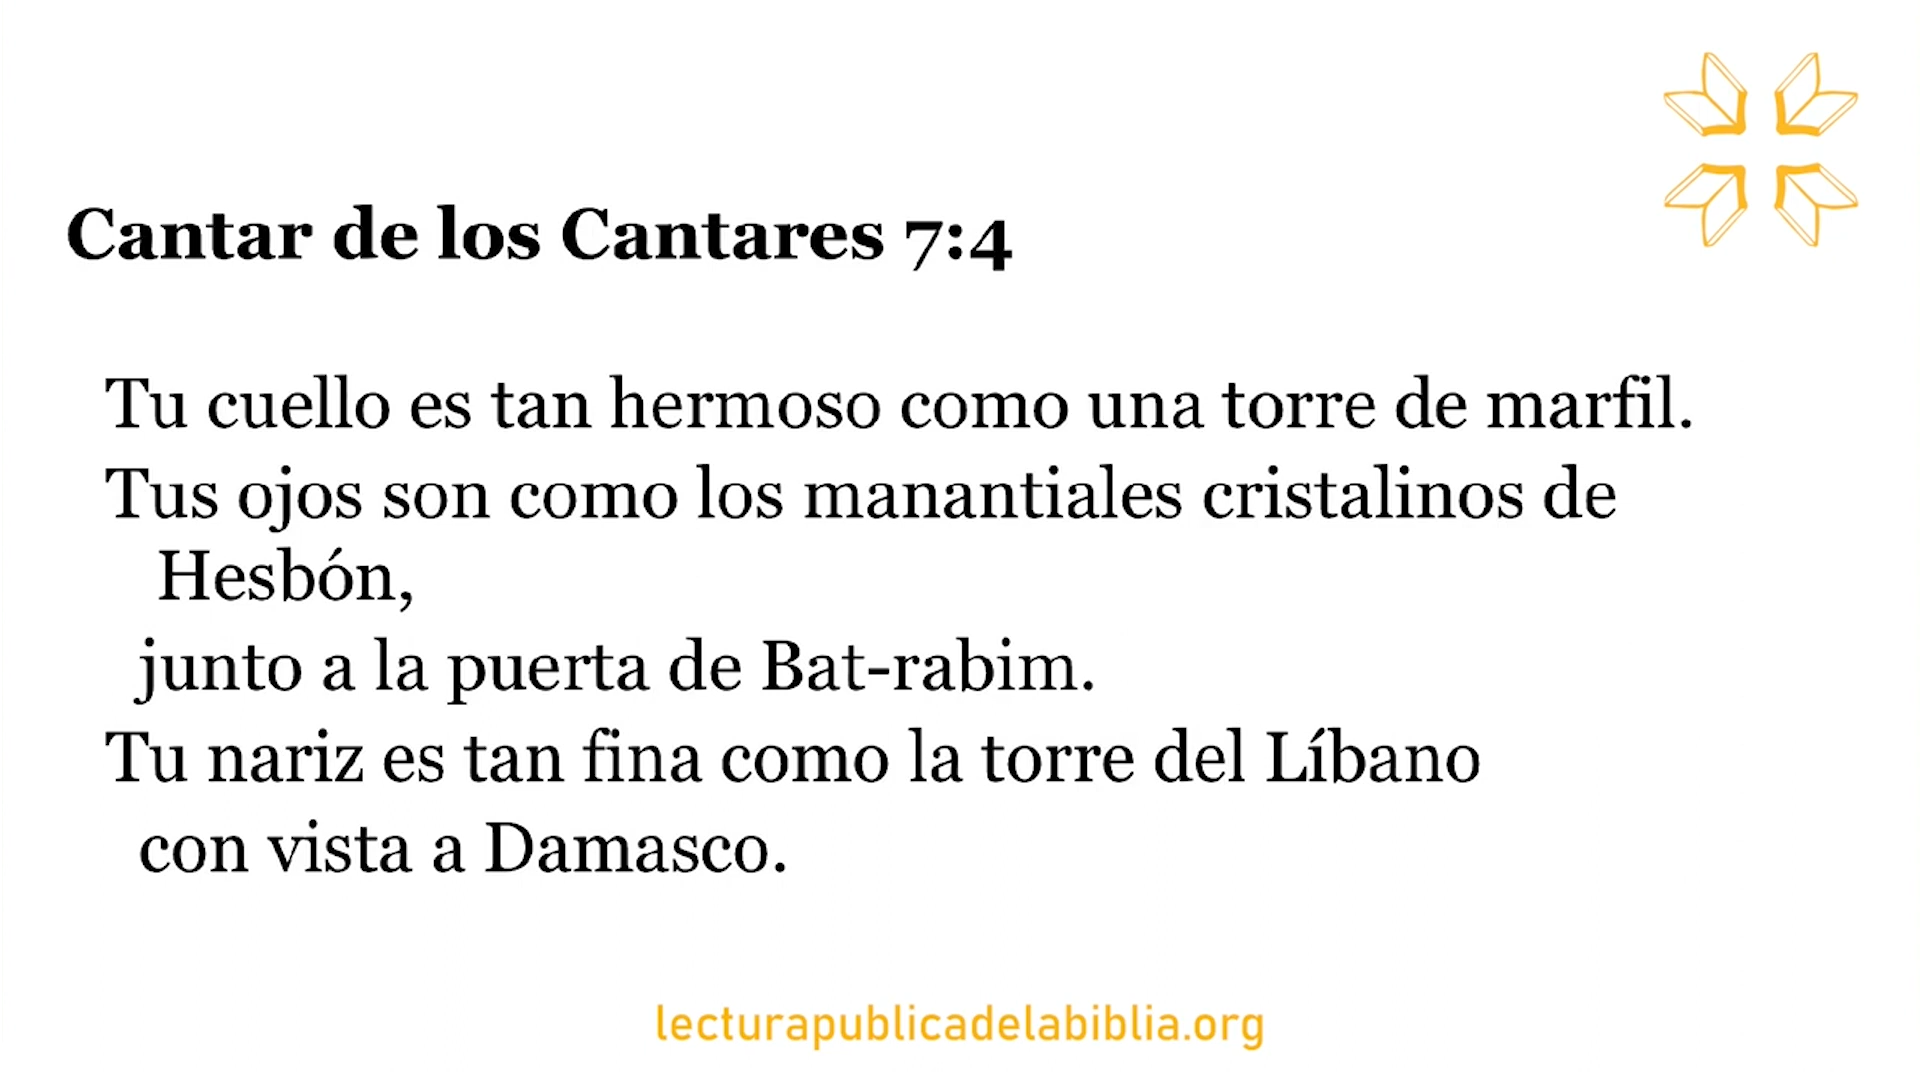 Cantar de los Cantares 7:4
Tu cuello es tan hermoso como una torre de marfil.
Tus ojos son como los manantiales cristalinos de
Hesbón,
junto a la puerta de Bat-rabim.
Tu nariz es tan fina como la torre del Líbano
con vista a Damasco.
lecturapublicadelabiblia.org